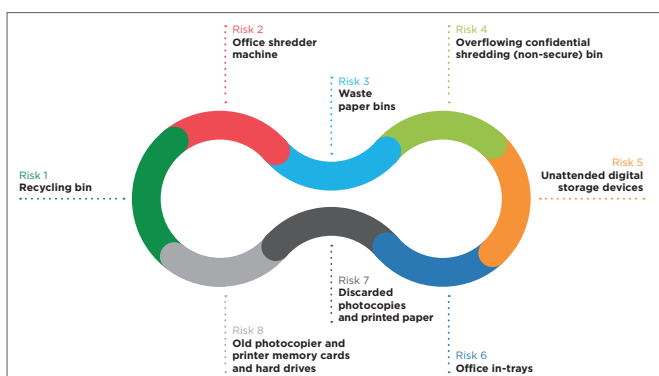 Risk 2
Office shredder
machine
Risk 4
Overflowing confidential
shredding (non-secure) bin
Risk 3
Waste
paper bins
Risk 1
Recycling bin
Risk 5
Unattended digital
storage devices
Risk 7
Discarded
photocopies
and printed paper
Risk 8
Old photocopier and
printer memory cards
and hard drives
Risk 6
Office in-trays